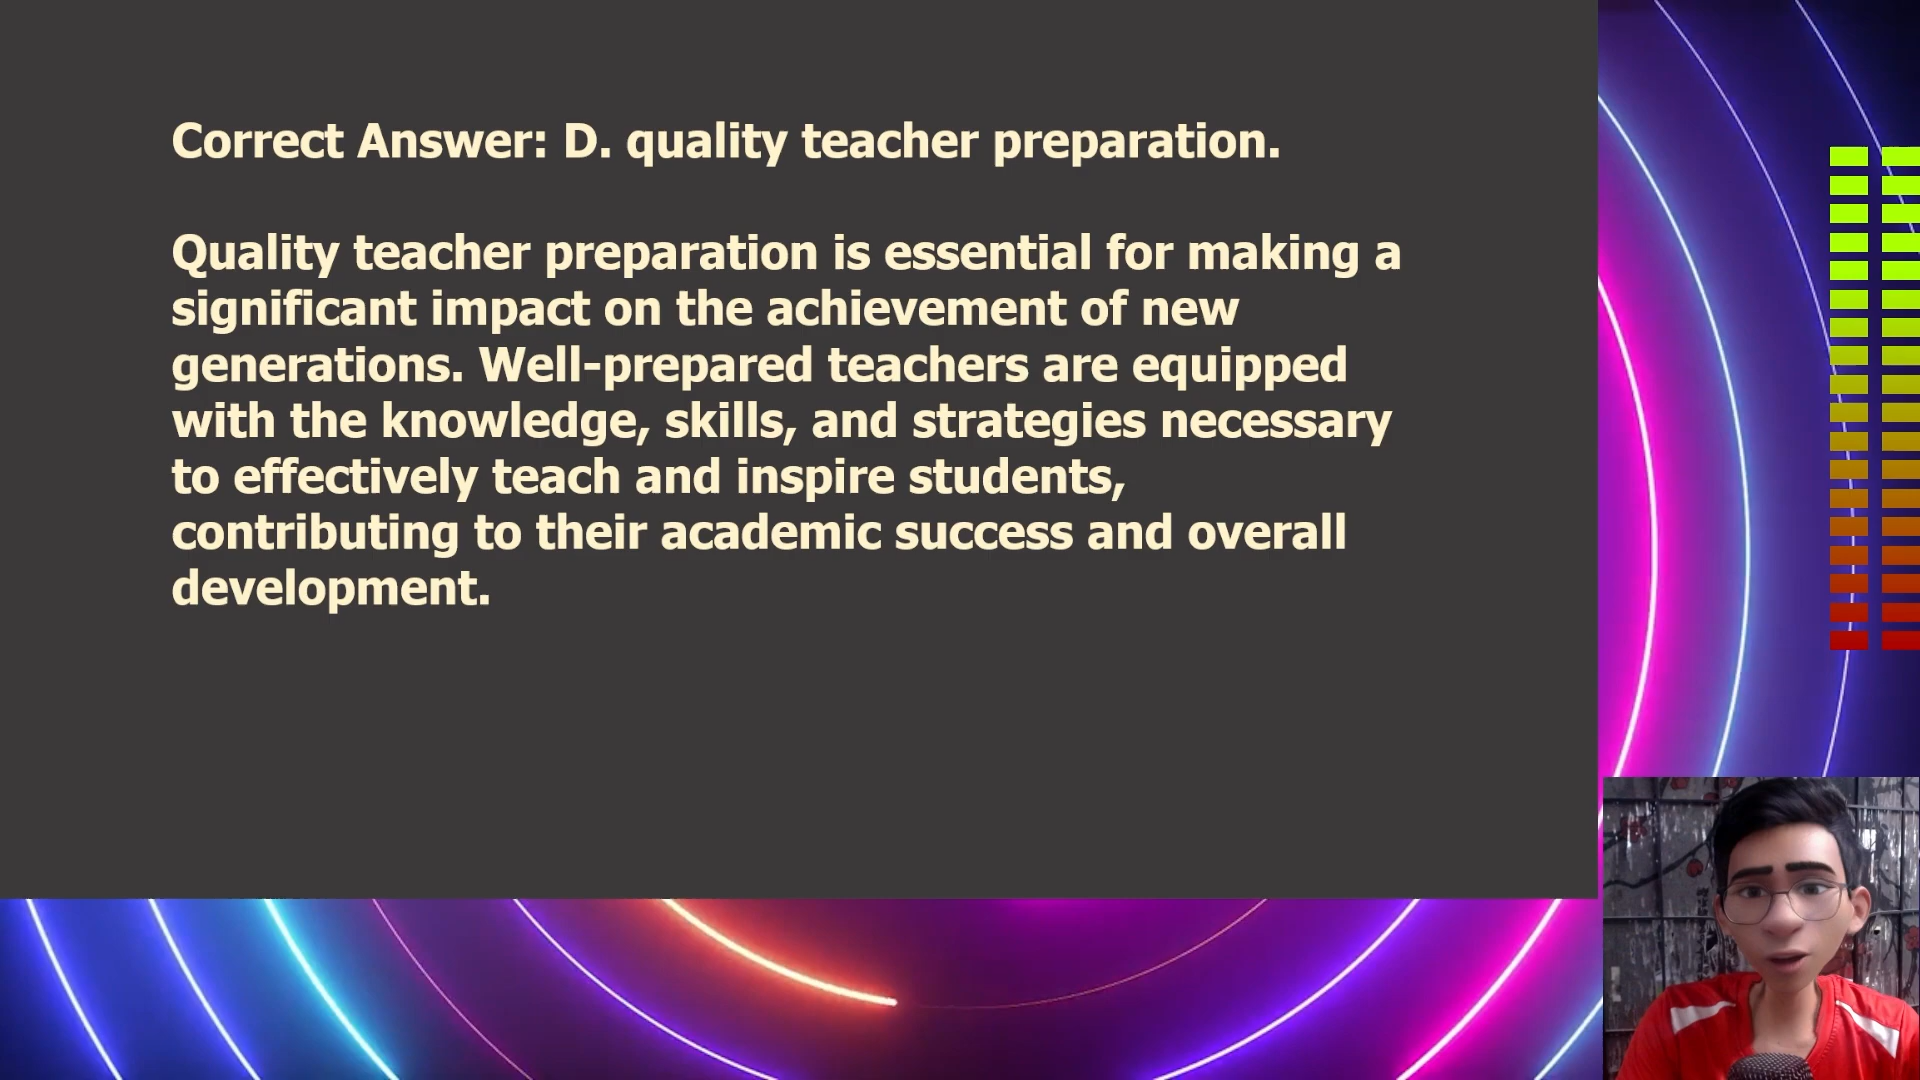 Correct Answer: D. quality teacher preparation.
Quality teacher preparation is essential for making a
significant impact on the achievement of new
generations. Well-prepared teachers are equipped
with the knowledge, skills, and strategies necessary
to effectively teach and inspire students,
contributing to their academic success and overall
development.